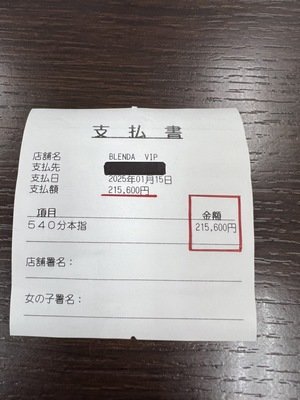 支払書
店舗名 BLENDA VIP
支払先
支払日 2025年01月15日
支払額 215,600円
項目 金額
540分本指 215,600円
店舗署名:
女の子署名: